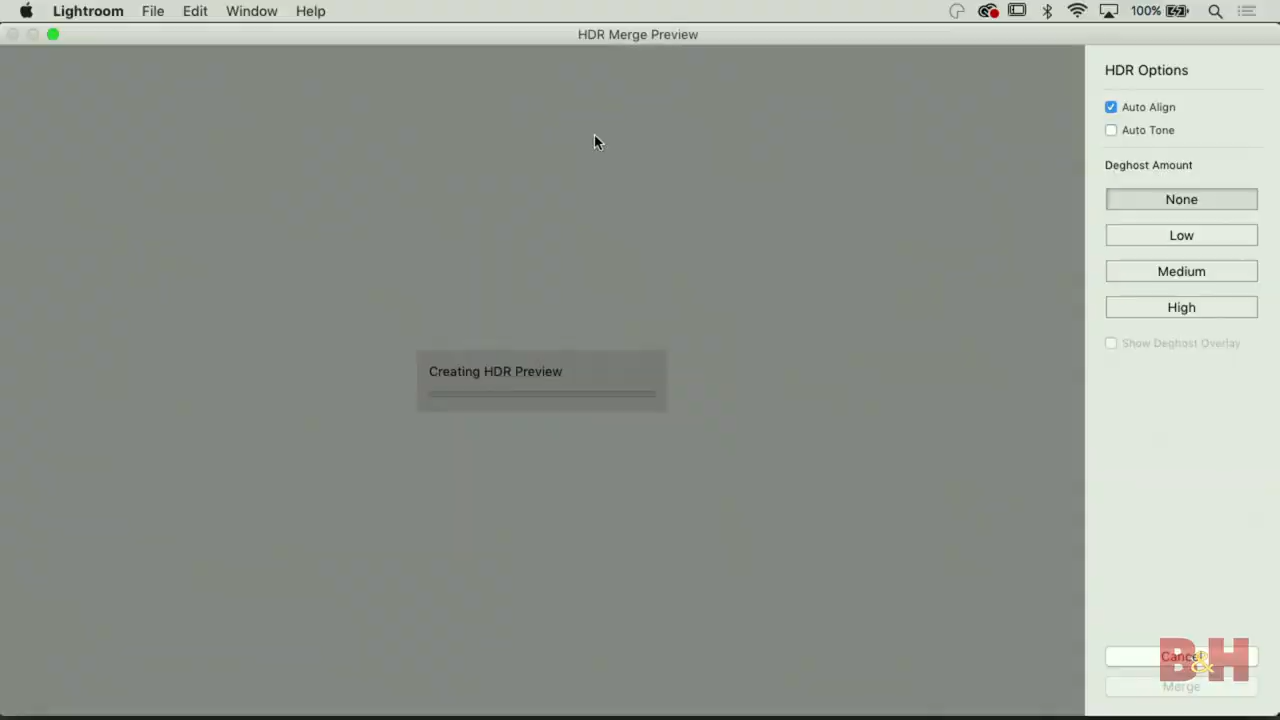 Lightroom File Edit Window Help 100%
HDR Merge Preview
HDR Options
Auto Align
Auto Tone
Deghost Amount
None
Low
Medium
High
Show Deghost Overlay
Creating HDR Preview
Cancel
B&H
Merge